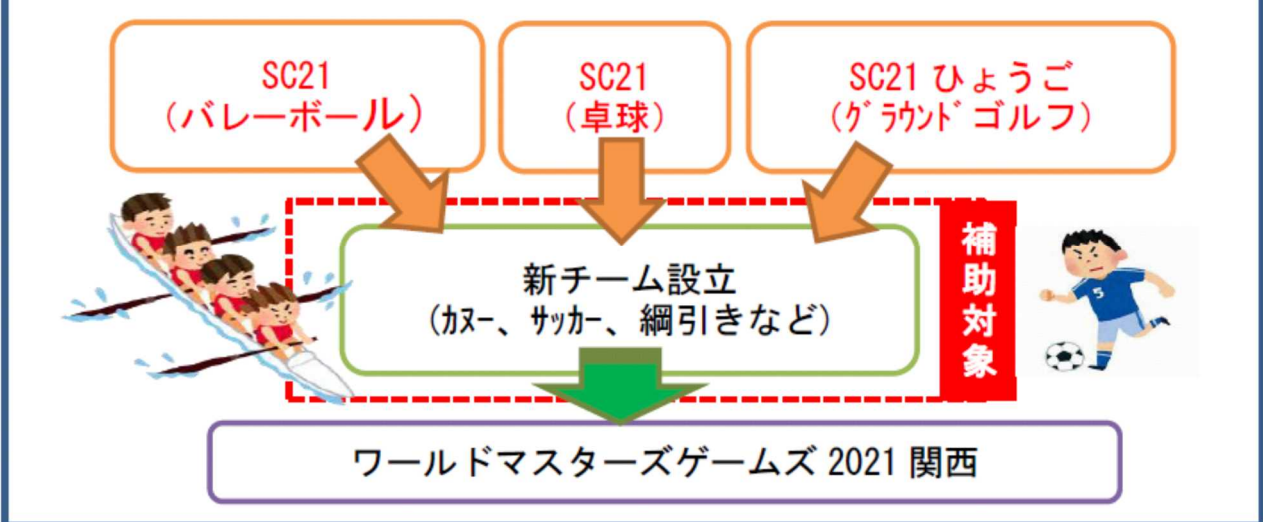 SC21
（バレーボール）
SC21
（卓球）
SC21 ひょうご
（ｸﾞﾗｳﾝﾄﾞゴルフ）
補助対象
新チーム設立
（ｶﾇｰ、ｻｯｶｰ、綱引きなど）
5
ワールドマスターズゲームズ 2021 関西